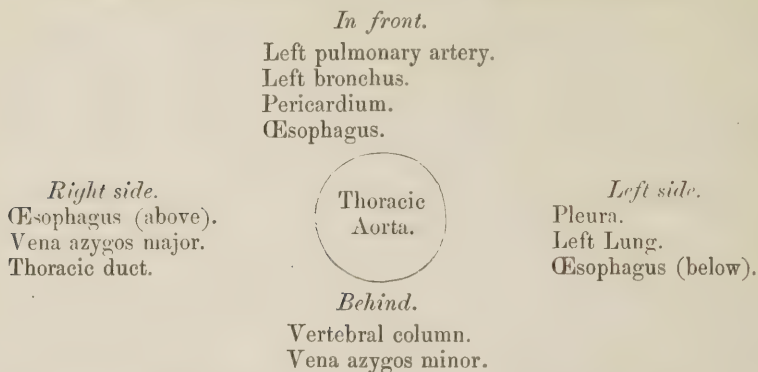 In front.
Left pulmonary artery.
Left bronchus.
Pericardium.
Œsophagus.
Right side.
Œsophagus (above).
Vena azygos major.
Thoracic duct.
Thoracic
Aorta.
Left side.
Pleura.
Left Lung.
Œsophagus (below).
Behind.
Vertebral column.
Vena azygos minor.